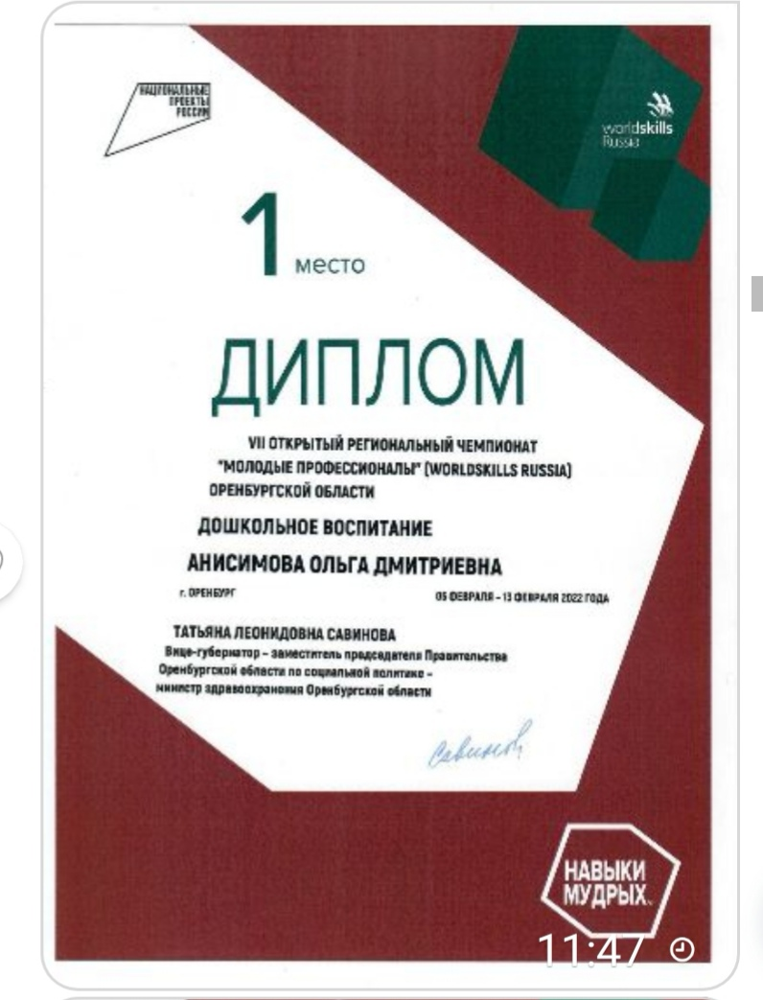 НАЦИОНАЛЬНЫЕ
ПРОЕКТЫ
РОССИИ
worldskills
Russia
1 место
ДИПЛОМ
VII ОТКРЫТЫЙ РЕГИОНАЛЬНЫЙ ЧЕМПИОНАТ
"МОЛОДЫЕ ПРОФЕССИОНАЛЫ" (WORLDSKILLS RUSSIA)
ОРЕНБУРГСКОЙ ОБЛАСТИ
ДОШКОЛЬНОЕ ВОСПИТАНИЕ
АНИСИМОВА ОЛЬГА ДМИТРИЕВНА
г. ОРЕНБУРГ
05 ФЕВРАЛЯ – 13 ФЕВРАЛЯ 2022 ГОДА
ТАТЬЯНА ЛЕОНИДОВНА САВИНОВА
Вице-губернатор – заместитель председателя Правительства
Оренбургской области по социальной политике –
министр здравоохранения Оренбургской области
НАВЫКИ
МУДРЫХ
11:47